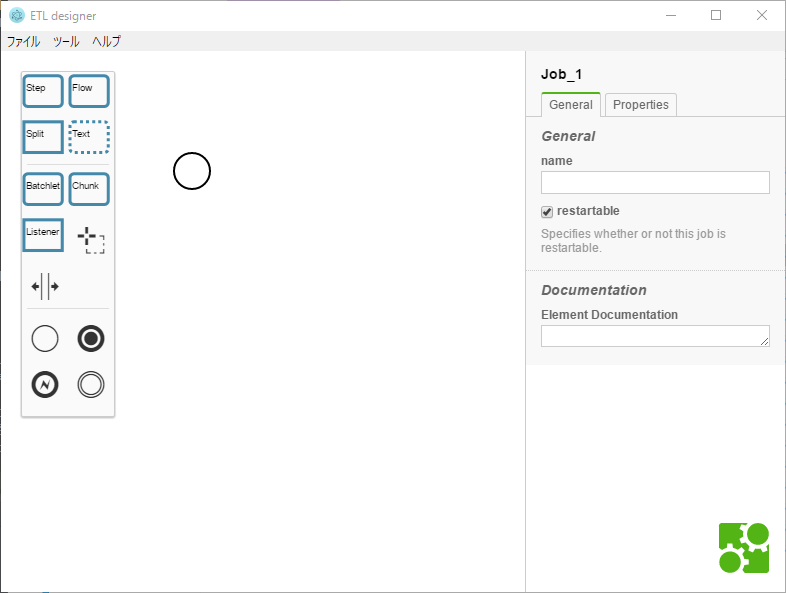 ETL designer
ファイル ツール ヘルプ
Step Flow
Split Text
Batchlet Chunk
Listener
Job_1
General Properties
General
name
restartable
Specifies whether or not this job is
restartable.
Documentation
Element Documentation